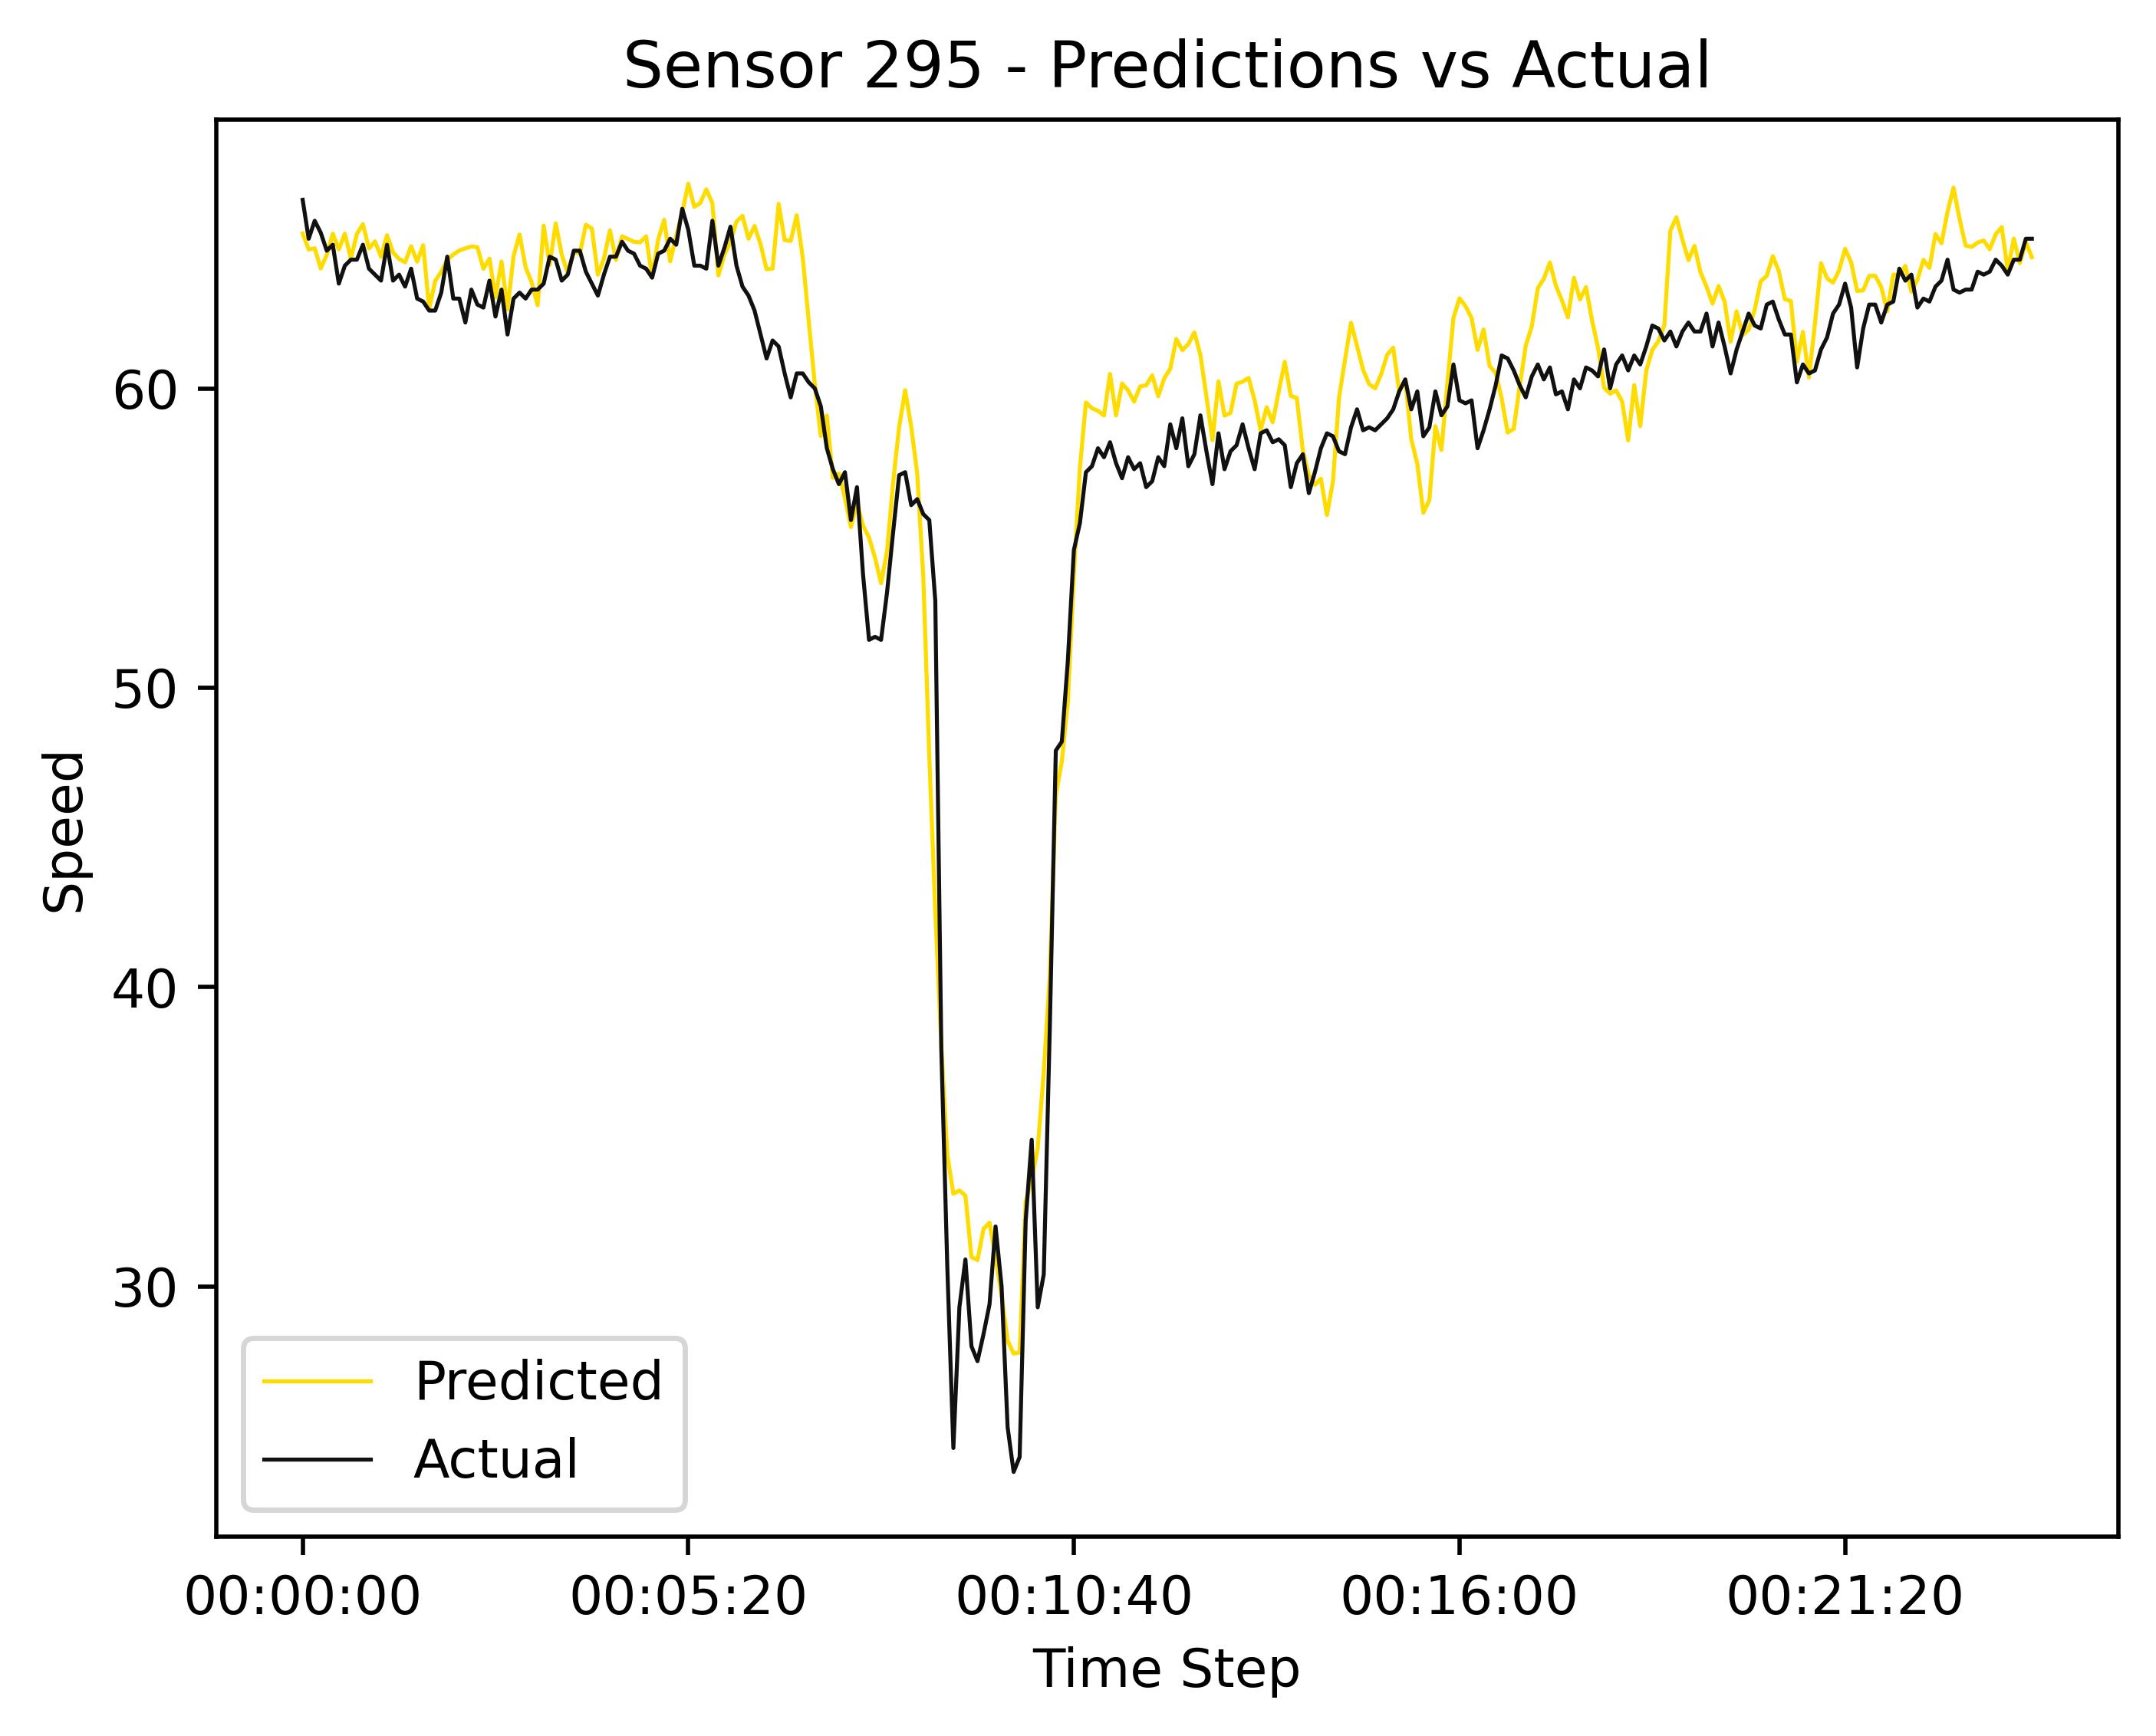 Sensor 295 - Predictions vs Actual
60
50
40
30
Speed
Predicted
Actual
00:00:00 00:05:20 00:10:40 00:16:00 00:21:20
Time Step